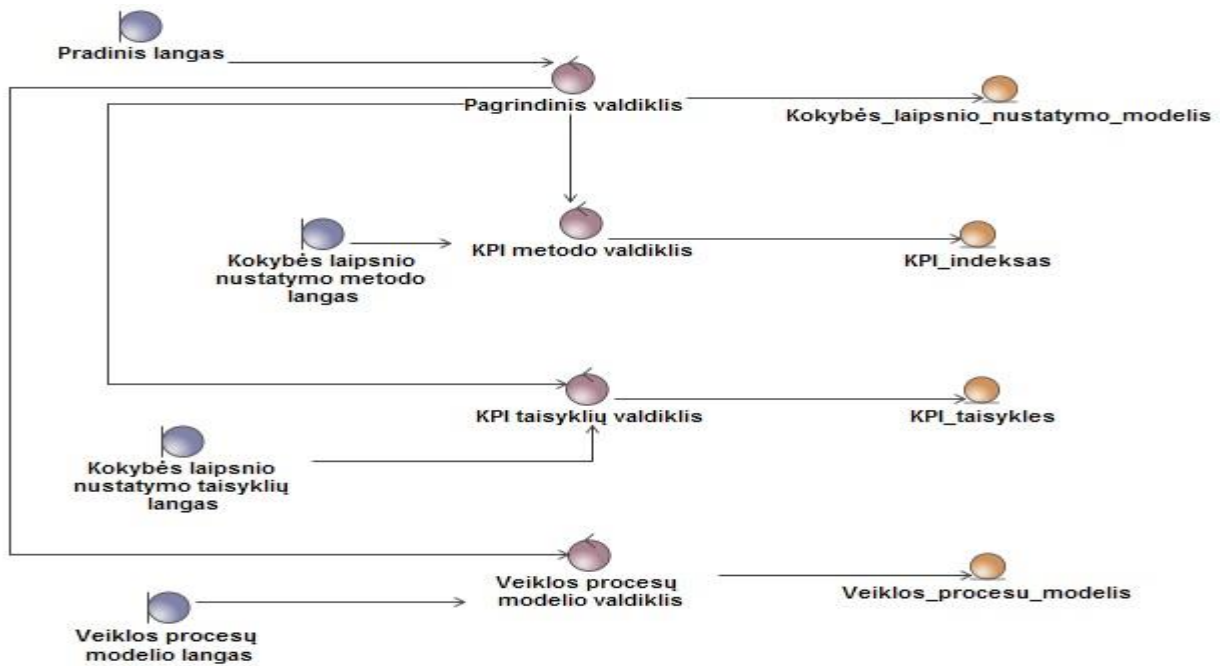 Pradinis langas
Pagrindinis valdiklis
Kokybės_laipsnio_nustatymo_modelis
Kokybės laipsnio
nustatymo metodo
langas
KPI metodo valdiklis
KPI_indeksas
KPI taisyklių valdiklis
KPI_taisykles
Kokybės laipsnio
nustatymo taisyklių
langas
Veiklos procesų
modelio valdiklis
Veiklos_procesu_modelis
Veiklos procesų
modelio langas